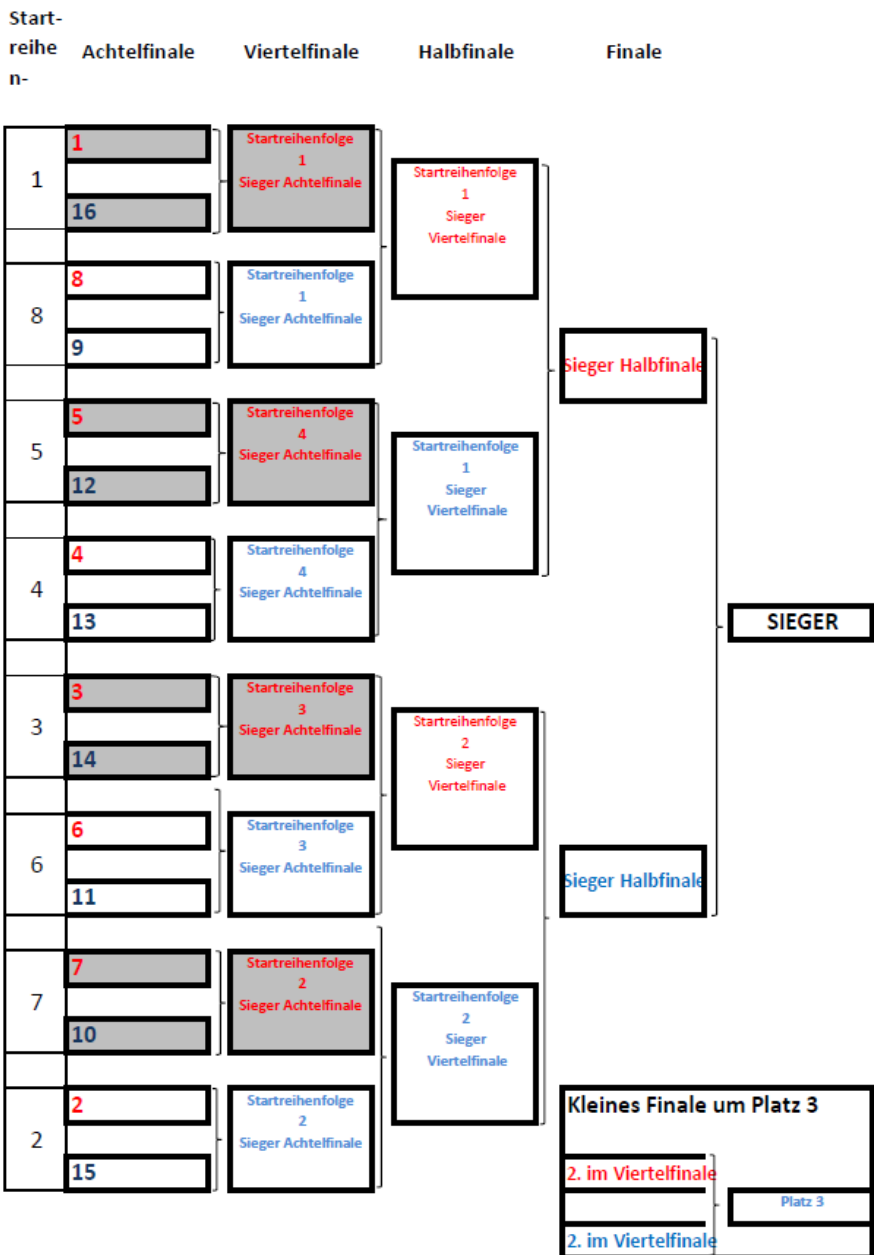 Start-
reihe
n-
Achtelfinale
Viertelfinale
Halbfinale
Finale
1
1
16
Startreihenfolge
1
Sieger Achtelfinale
Startreihenfolge
1
Sieger
Viertelfinale
8
8
9
Startreihenfolge
1
Sieger Achtelfinale
Sieger Halbfinale
5
5
12
Startreihenfolge
4
Sieger Achtelfinale
Startreihenfolge
1
Sieger
Viertelfinale
4
4
13
Startreihenfolge
4
Sieger Achtelfinale
SIEGER
3
3
14
Startreihenfolge
3
Sieger Achtelfinale
Startreihenfolge
2
Sieger
Viertelfinale
6
6
11
Startreihenfolge
3
Sieger Achtelfinale
Sieger Halbfinale
7
7
10
Startreihenfolge
2
Sieger Achtelfinale
Startreihenfolge
2
Sieger
Viertelfinale
2
2
15
Startreihenfolge
2
Sieger Achtelfinale
Kleines Finale um Platz 3
2. im Viertelfinale
Platz 3
2. im Viertelfinale